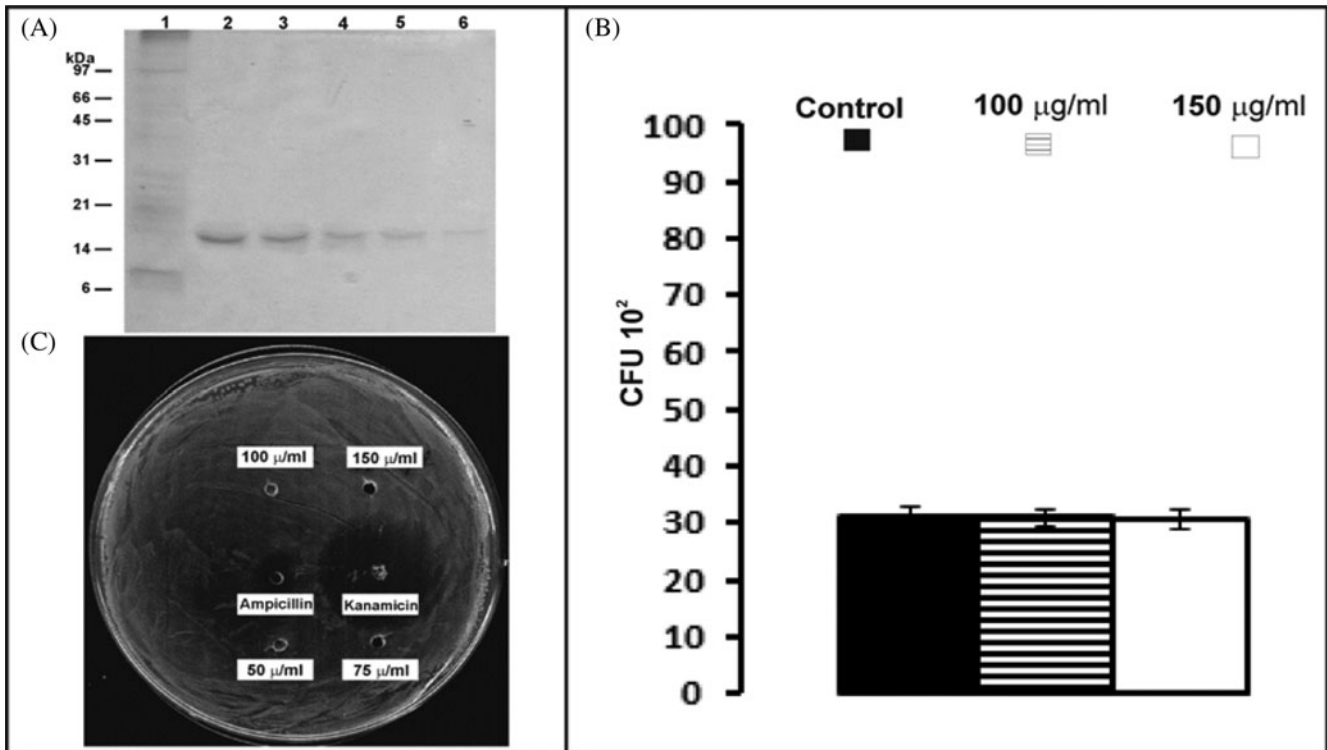 (A)
1 2 3 4 5 6
kDa
97
66
45
31
21
14
6
(B)
Control 100 μg/ml 150 μg/ml
100
90
80
70
60
50
40
30
20
10
0
CFU 10²
(C)
100 μ/ml 150 μ/ml
Ampicillin Kanamicin
50 μ/ml 75 μ/ml